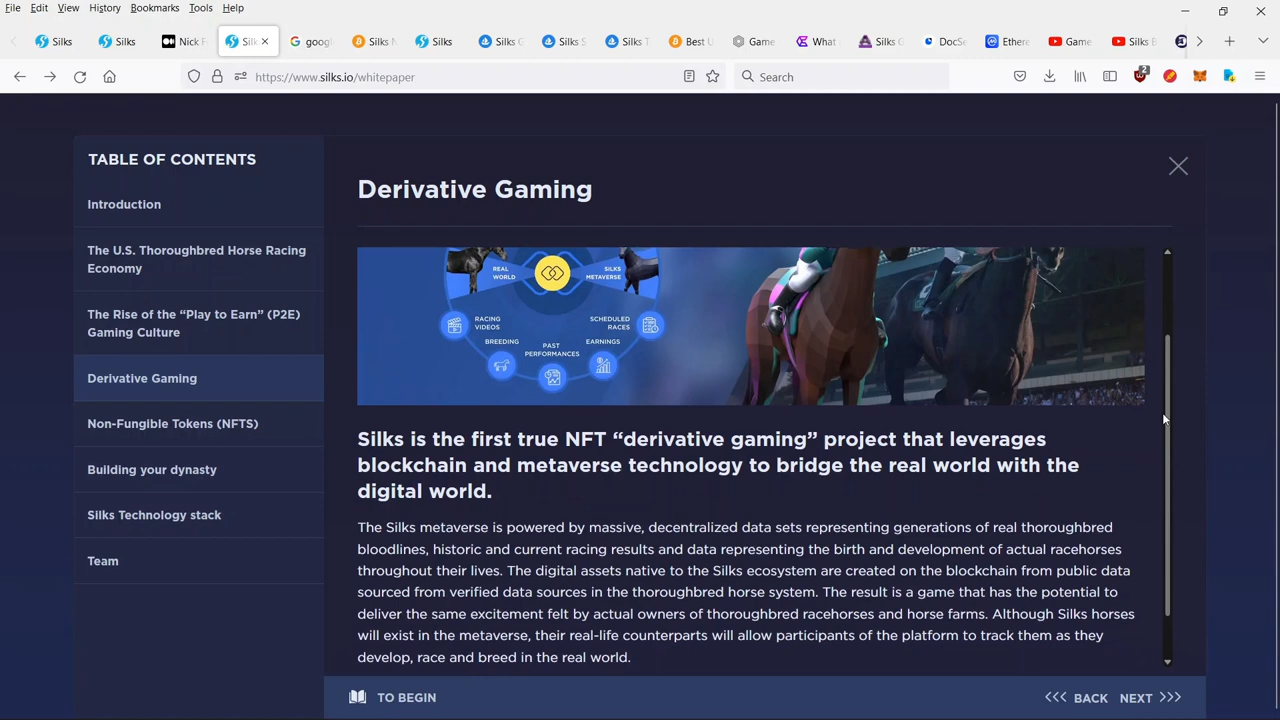 File Edit View History Bookmarks Tools Help
Silks Silks Nick F Silk googl Silks N Silks Silks G Silks S Silks T Best U Game What Silks G DocSe Ethere Game Silks B
https://www.silks.io/whitepaper
Search
2
TABLE OF CONTENTS
Introduction
The U.S. Thoroughbred Horse Racing
Economy
The Rise of the “Play to Earn” (P2E)
Gaming Culture
Derivative Gaming
Non-Fungible Tokens (NFTS)
Building your dynasty
Silks Technology stack
Team
Derivative Gaming
REAL
WORLD
SILKS
METAVERSE
RACING
VIDEOS
SCHEDULED
RACES
BREEDING
PAST
PERFORMANCES
EARNINGS
Silks is the first true NFT “derivative gaming” project that leverages
blockchain and metaverse technology to bridge the real world with the
digital world.
The Silks metaverse is powered by massive, decentralized data sets representing generations of real thoroughbred
bloodlines, historic and current racing results and data representing the birth and development of actual racehorses
throughout their lives. The digital assets native to the Silks ecosystem are created on the blockchain from public data
sourced from verified data sources in the thoroughbred horse system. The result is a game that has the potential to
deliver the same excitement felt by actual owners of thoroughbred racehorses and horse farms. Although Silks horses
will exist in the metaverse, their real-life counterparts will allow participants of the platform to track them as they
develop, race and breed in the real world.
TO BEGIN
BACK NEXT